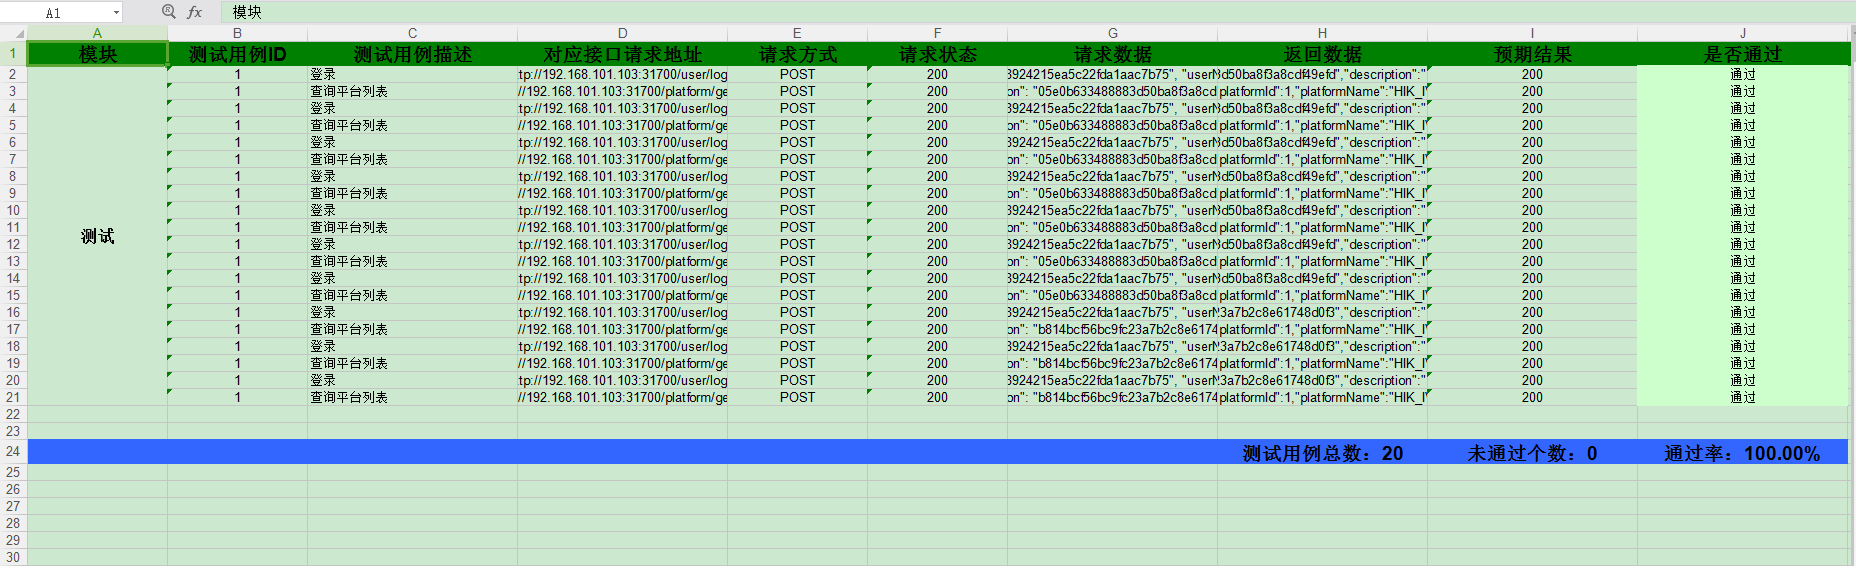 A1 模块
A B C D E F G H I J
1 模块 测试用例ID 测试用例描述 对应接口请求地址 请求方式 请求状态 请求数据 返回数据 预期结果 是否通过
2 1 登录 tp://192.168.101.103:31700/user/log POST 200 3924215ea5c22fda1aac7b75", "userN 3d50ba8f3a8cdf49efd","description":" 200 通过
3 1 查询平台列表 //192.168.101.103:31700/platform/ge POST 200 on": "05e0b633488883d50ba8f3a8cd platformId":1,"platformName":"HIK_I 200 通过
4 1 登录 tp://192.168.101.103:31700/user/log POST 200 3924215ea5c22fda1aac7b75", "userN 3d50ba8f3a8cdf49efd","description":" 200 通过
5 1 查询平台列表 //192.168.101.103:31700/platform/ge POST 200 on": "05e0b633488883d50ba8f3a8cd platformId":1,"platformName":"HIK_I 200 通过
6 1 登录 tp://192.168.101.103:31700/user/log POST 200 3924215ea5c22fda1aac7b75", "userN 3d50ba8f3a8cdf49efd","description":" 200 通过
7 1 查询平台列表 //192.168.101.103:31700/platform/ge POST 200 on": "05e0b633488883d50ba8f3a8cd platformId":1,"platformName":"HIK_I 200 通过
8 1 登录 tp://192.168.101.103:31700/user/log POST 200 3924215ea5c22fda1aac7b75", "userN 3d50ba8f3a8cdf49efd","description":" 200 通过
9 1 查询平台列表 //192.168.101.103:31700/platform/ge POST 200 on": "05e0b633488883d50ba8f3a8cd platformId":1,"platformName":"HIK_I 200 通过
10 1 登录 tp://192.168.101.103:31700/user/log POST 200 3924215ea5c22fda1aac7b75", "userN 3d50ba8f3a8cdf49efd","description":" 200 通过
11 1 查询平台列表 //192.168.101.103:31700/platform/ge POST 200 on": "05e0b633488883d50ba8f3a8cd platformId":1,"platformName":"HIK_I 200 通过
测试
12 1 登录 tp://192.168.101.103:31700/user/log POST 200 3924215ea5c22fda1aac7b75", "userN 3d50ba8f3a8cdf49efd","description":" 200 通过
13 1 查询平台列表 //192.168.101.103:31700/platform/ge POST 200 on": "05e0b633488883d50ba8f3a8cd platformId":1,"platformName":"HIK_I 200 通过
14 1 登录 tp://192.168.101.103:31700/user/log POST 200 3924215ea5c22fda1aac7b75", "userN 3d50ba8f3a8cdf49efd","description":" 200 通过
15 1 查询平台列表 //192.168.101.103:31700/platform/ge POST 200 on": "05e0b633488883d50ba8f3a8cd platformId":1,"platformName":"HIK_I 200 通过
16 1 登录 tp://192.168.101.103:31700/user/log POST 200 3924215ea5c22fda1aac7b75", "userN 23a7b2c8e61748d0f3","description":" 200 通过
17 1 查询平台列表 //192.168.101.103:31700/platform/ge POST 200 on": "b814bcf56bc9fc23a7b2c8e6174 platformId":1,"platformName":"HIK_I 200 通过
18 1 登录 tp://192.168.101.103:31700/user/log POST 200 3924215ea5c22fda1aac7b75", "userN 23a7b2c8e61748d0f3","description":" 200 通过
19 1 查询平台列表 //192.168.101.103:31700/platform/ge POST 200 on": "b814bcf56bc9fc23a7b2c8e6174 platformId":1,"platformName":"HIK_I 200 通过
20 1 登录 tp://192.168.101.103:31700/user/log POST 200 3924215ea5c22fda1aac7b75", "userN 23a7b2c8e61748d0f3","description":" 200 通过
21 1 查询平台列表 //192.168.101.103:31700/platform/ge POST 200 on": "b814bcf56bc9fc23a7b2c8e6174 platformId":1,"platformName":"HIK_I 200 通过
22
23
24 测试用例总数：20 未通过个数：0 通过率：100.00%
25
26
27
28
29
30